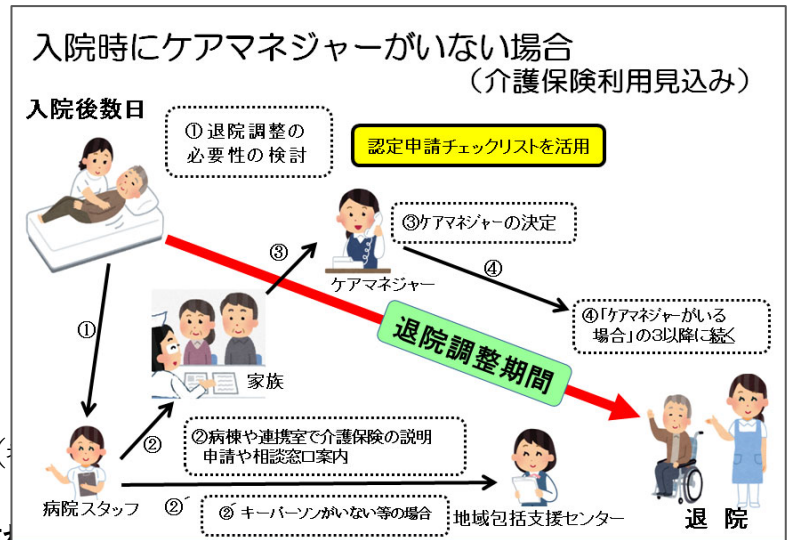 入院時にケアマネジャーがいない場合
（介護保険利用見込み）
入院後数日
①退院調整の
必要性の検討
認定申請チェックリストを活用
③
③ケアマネジャーの決定
ケアマネジャー
④
④「ケアマネジャーがいる
場合」の3以降に続く
①
家族
退院調整期間
②
②病棟や連携室で介護保険の説明
申請や相談窓口案内
病院スタッフ
②´
②´キーパーソンがいない等の場合
地域包括支援センター
退 院